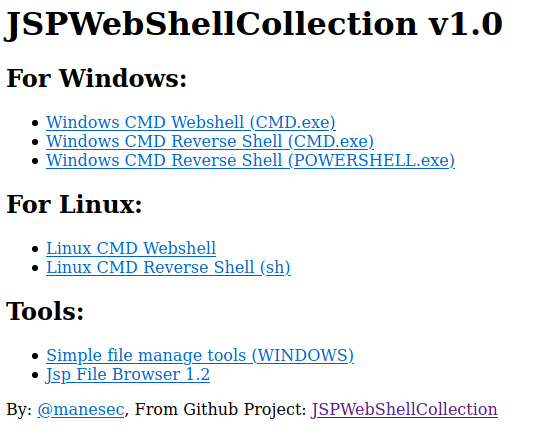 JSPWebShellCollection v1.0
For Windows:
Windows CMD Webshell (CMD.exe)
Windows CMD Reverse Shell (CMD.exe)
Windows CMD Reverse Shell (POWERSHELL.exe)
For Linux:
Linux CMD Webshell
Linux CMD Reverse Shell (sh)
Tools:
Simple file manage tools (WINDOWS)
Jsp File Browser 1.2
By: @manesec, From Github Project: JSPWebShellCollection